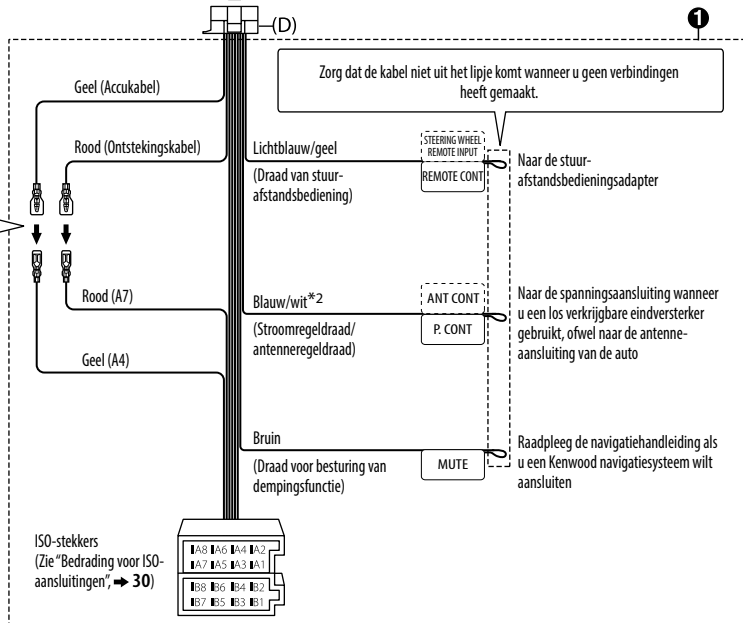 (D)
1
Zorg dat de kabel niet uit het lipje komt wanneer u geen verbindingen
heeft gemaakt.
Geel (Accukabel)
Rood (Ontstekingskabel)
Lichtblauw/geel
(Draad van stuur-
afstandsbediening)
STEERING WHEEL
REMOTE INPUT
REMOTE CONT
Naar de stuur-
afstandsbedieningsadapter
Rood (A7)
Geel (A4)
Blauw/wit*2
(Stroomregeldraad/
antenneregeldraad)
ANT CONT
P. CONT
Naar de spanningsaansluiting wanneer
u een los verkrijgbare eindversterker
gebruikt, ofwel naar de antenne-
aansluiting van de auto
Bruin
(Draad voor besturing van
dempingsfunctie)
MUTE
Raadpleeg de navigatiehandleiding als
u een Kenwood navigatiesysteem wilt
aansluiten
ISO-stekkers
(Zie "Bedrading voor ISO-
aansluitingen", ➜ 30)
A8 A6 A4 A2
A7 A5 A3 A1
B8 B6 B4 B2
B7 B5 B3 B1